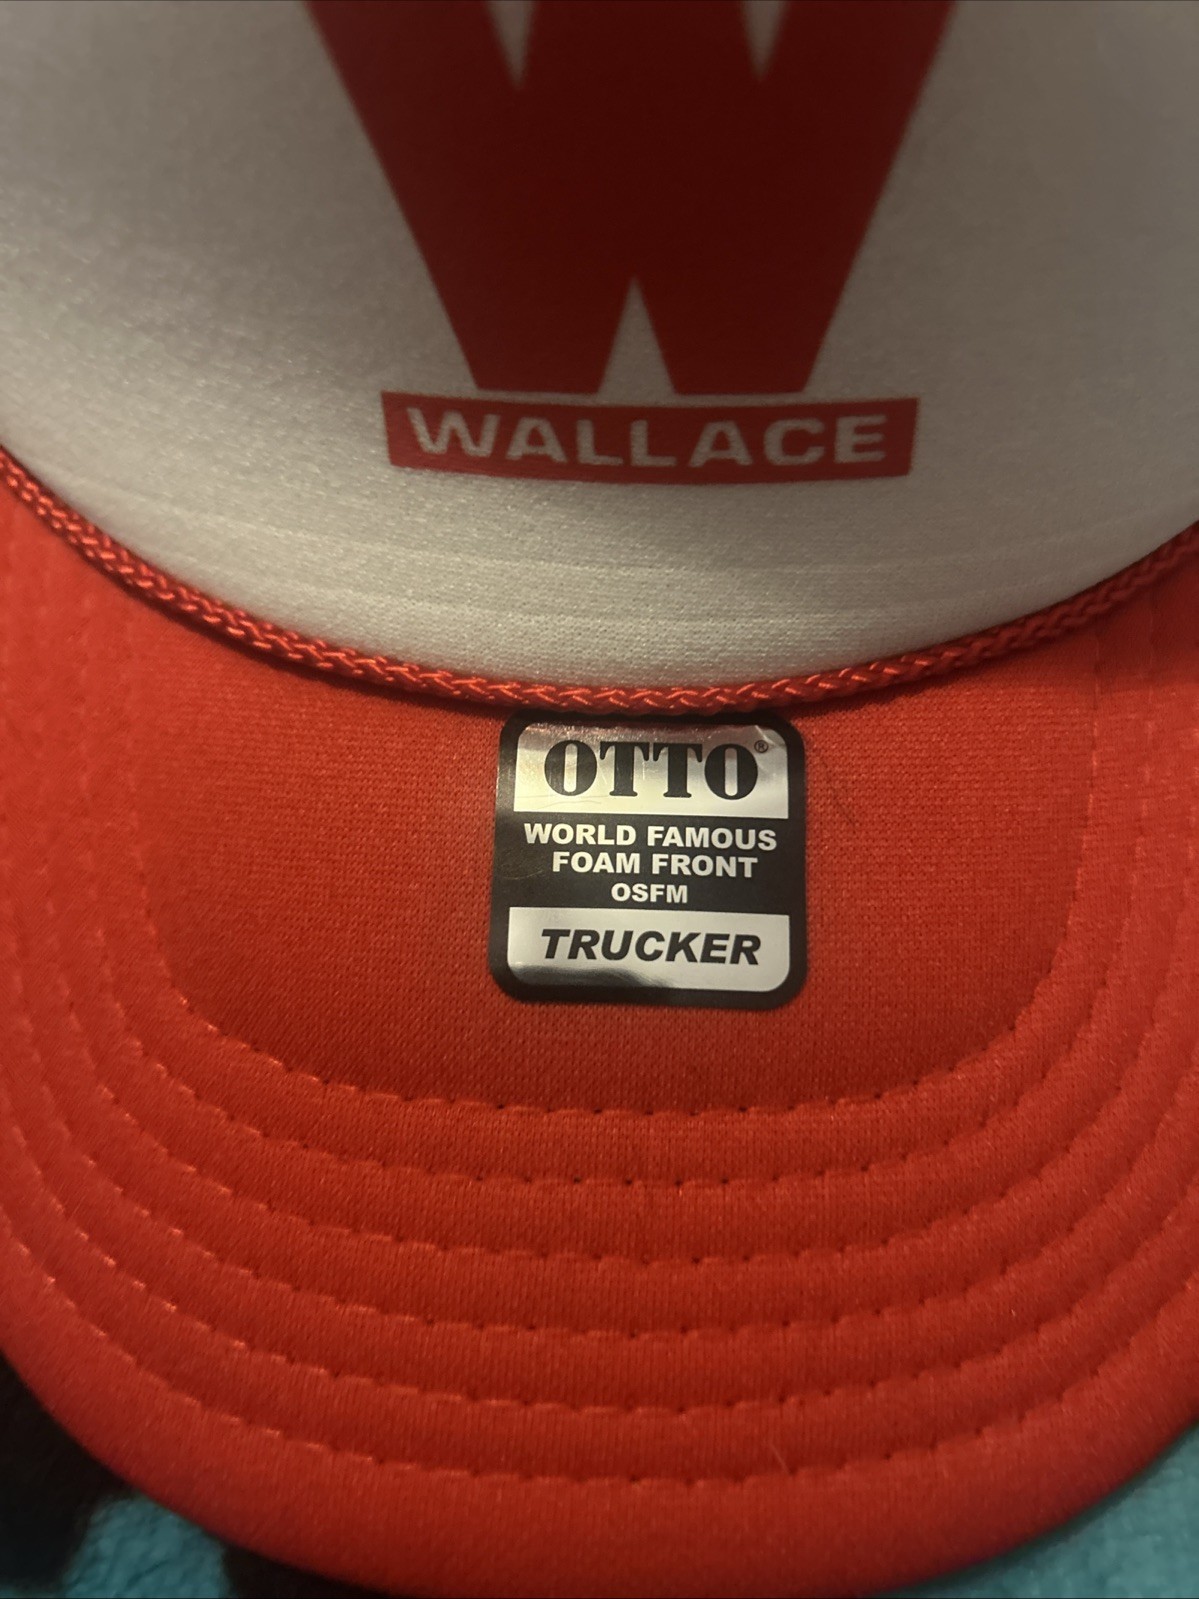 W
WALLACE
OTTO®
WORLD FAMOUS
FOAM FRONT
OSFM
TRUCKER